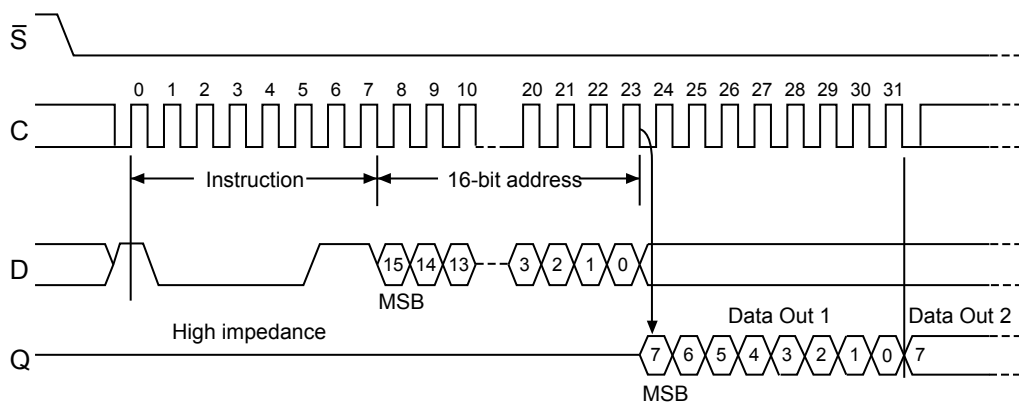 S̅
0 1 2 3 4 5 6 7 8 9 10 20 21 22 23 24 25 26 27 28 29 30 31
C
Instruction 16-bit address
D
15 14 13 3 2 1 0
MSB
High impedance Data Out 1 Data Out 2
Q
7 6 5 4 3 2 1 0 7
MSB